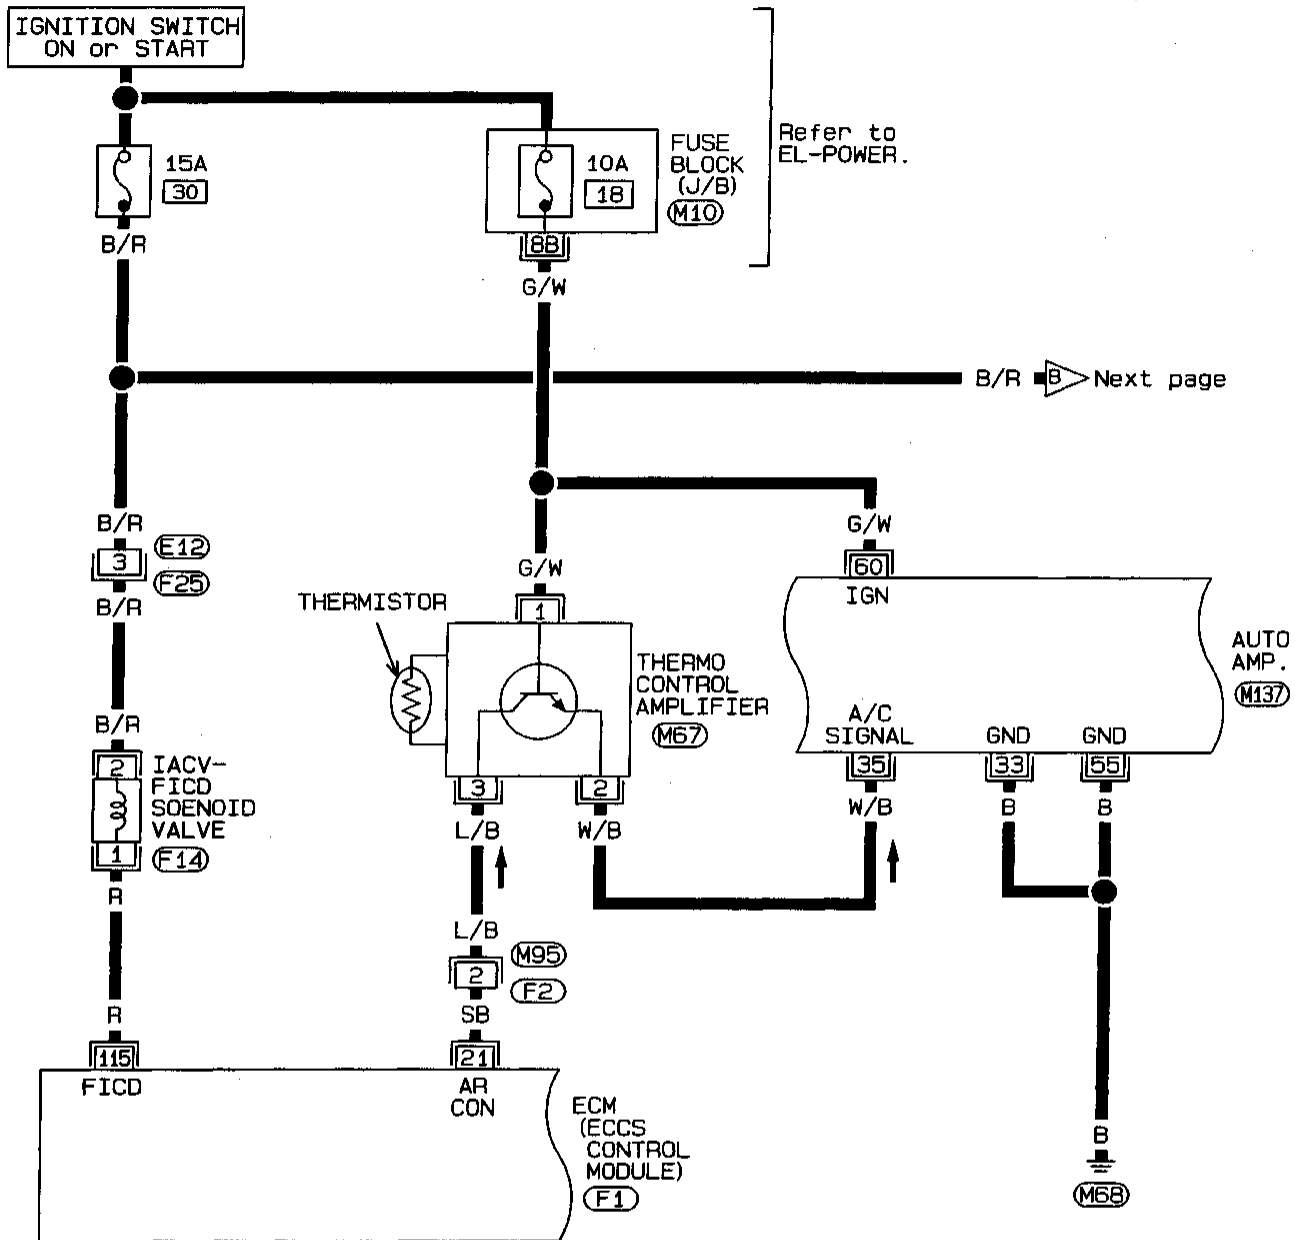 IGNITION SWITCH
ON or START
15A
30
B/R
10A
18
FUSE
BLOCK
(J/B)
M10
8B
G/W
Refer to
EL-POWER.
B/R
B
Next page
B/R
3
E12
F25
B/R
G/W
G/W
60
IGN
THERMISTOR
1
THERMO
CONTROL
AMPLIFIER
M67
AUTO
AMP.
M137
B/R
2
IACV-
FICD
SOENOID
VALVE
1
F14
R
A/C
SIGNAL
GND
GND
35
33
55
W/B
B
B
3
2
L/B
W/B
L/B
M95
2
F2
R
SB
115
21
FICD
AR
CON
ECM
(ECCS
CONTROL
MODULE)
F1
B
M68